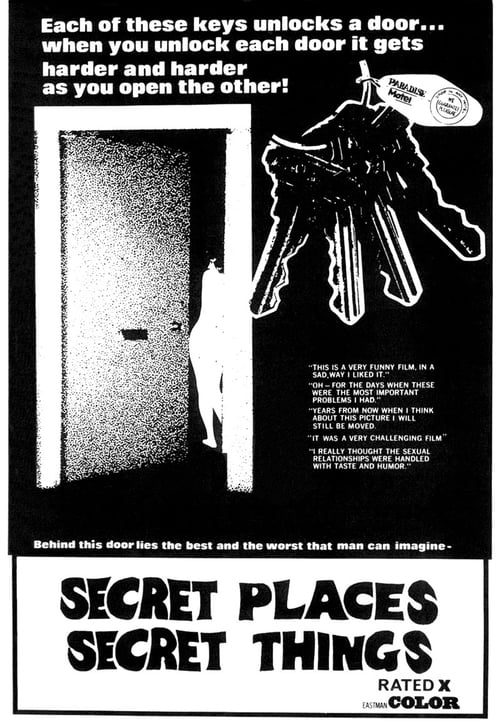 Each of these keys unlocks a door...
when you unlock each door it gets
harder and harder
as you open the other!
PARADISE
Motel
"THIS IS A VERY FUNNY FILM, IN A
SAD, WAY I LIKED IT."
"OH — FOR THE DAYS WHEN THESE
WERE THE MOST IMPORTANT
PROBLEMS I HAD."
"YEARS FROM NOW WHEN I THINK
ABOUT THIS PICTURE I WILL
STILL BE MOVED.
"IT WAS A VERY CHALLENGING FILM"
"I REALLY THOUGHT THE SEXUAL
RELATIONSHIPS WERE HANDLED
WITH TASTE AND HUMOR."
Behind this door lies the best and the worst that man can imagine-
SECRET PLACES
SECRET THINGS
RATED X
EASTMAN COLOR